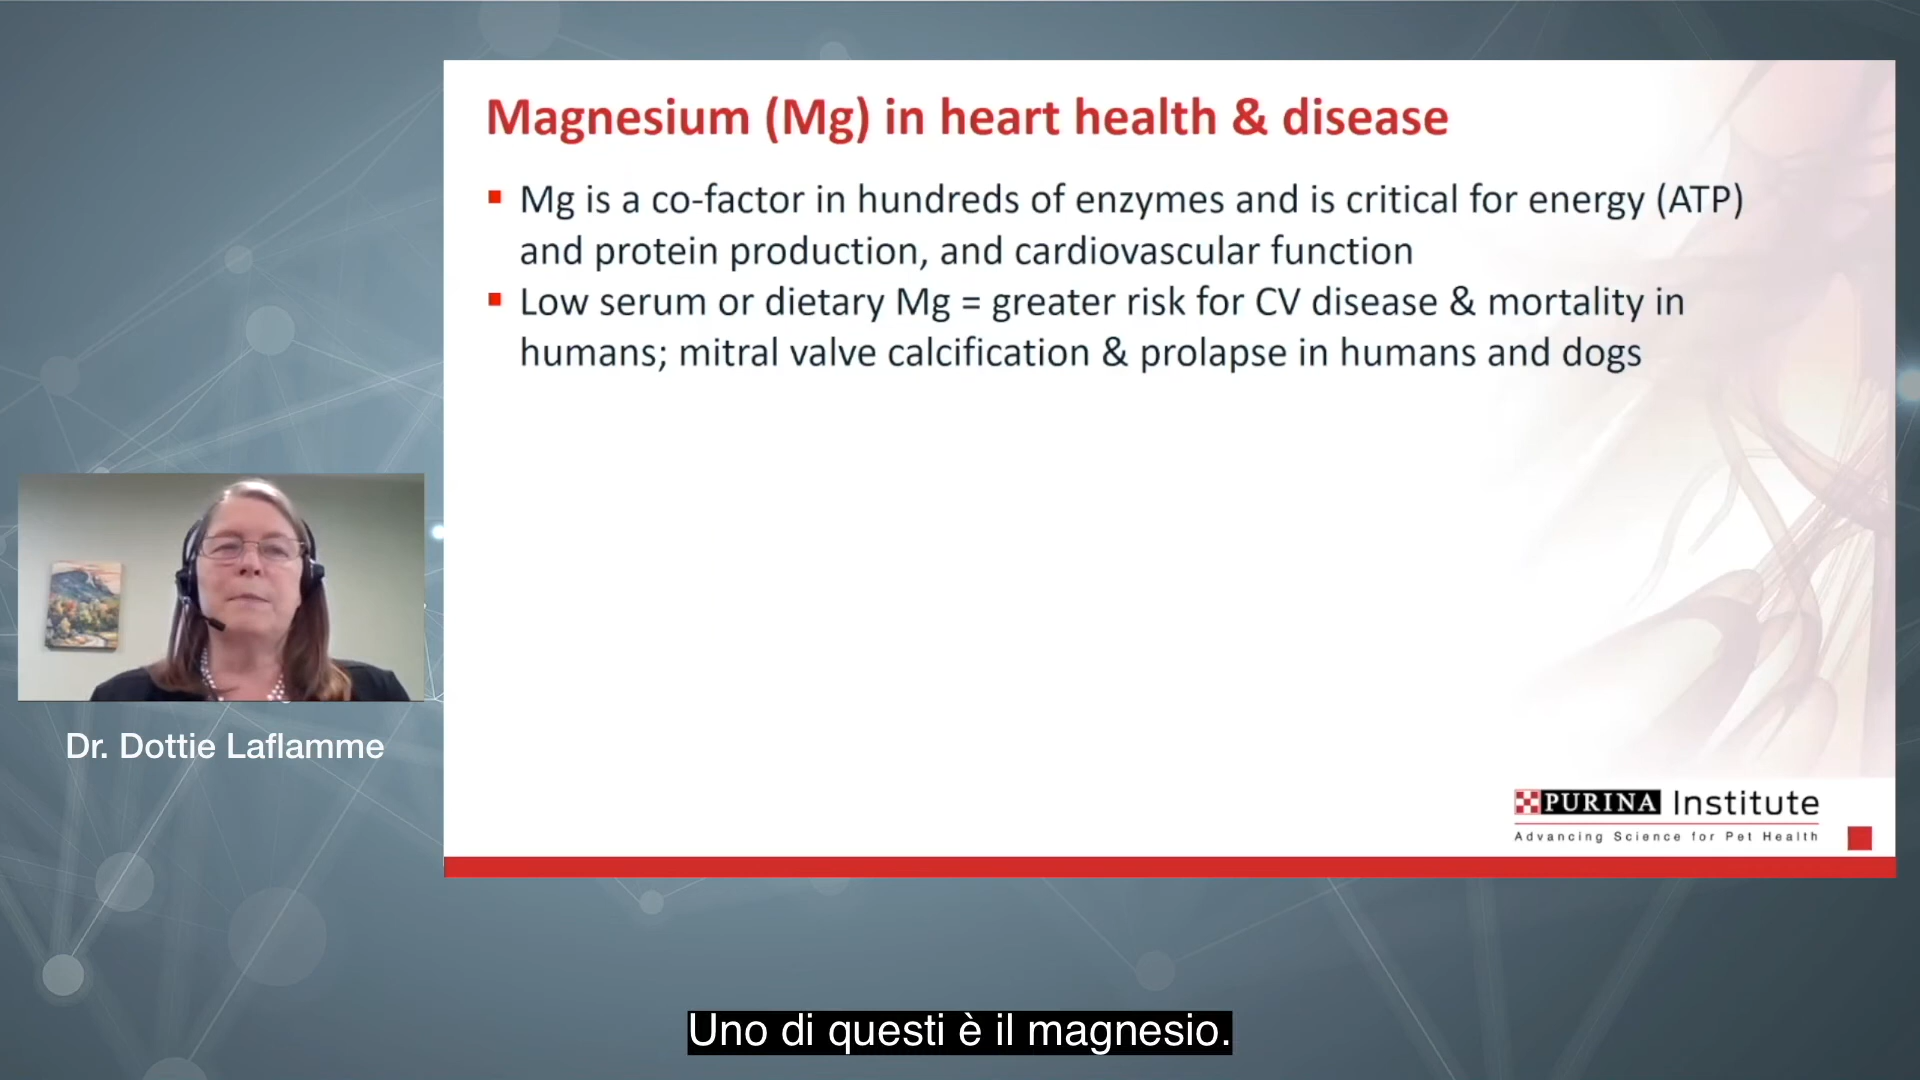 Magnesium (Mg) in heart health & disease
Mg is a co-factor in hundreds of enzymes and is critical for energy (ATP)
and protein production, and cardiovascular function
Low serum or dietary Mg = greater risk for CV disease & mortality in
humans; mitral valve calcification & prolapse in humans and dogs
Dr. Dottie Laflamme
PURINA Institute
Advancing Science for Pet Health
Uno di questi è il magnesio.